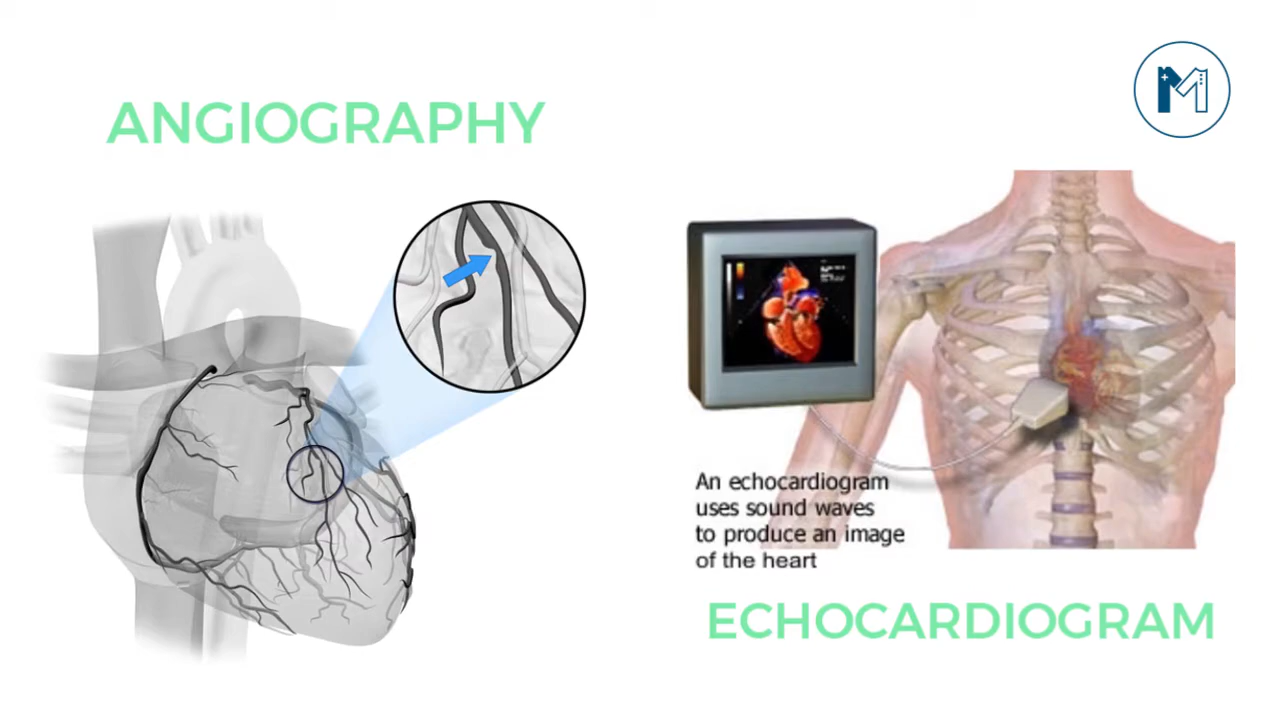 ANGIOGRAPHY
M
An echocardiogram
uses sound waves
to produce an image
of the heart
ECHOCARDIOGRAM